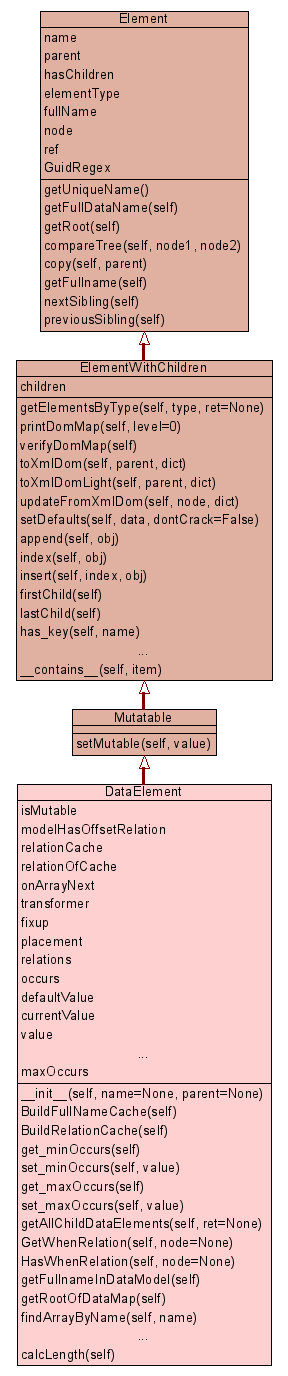 Element
name
parent
hasChildren
elementType
fullName
node
ref
GuidRegex
getUniqueName()
getFullDataName(self)
getRoot(self)
compareTree(self, node1, node2)
copy(self, parent)
getFullname(self)
nextSibling(self)
previousSibling(self)
ElementWithChildren
children
getElementsByType(self, type, ret=None)
printDomMap(self, level=0)
verifyDomMap(self)
toXmlDom(self, parent, dict)
toXmlDomLight(self, parent, dict)
updateFromXmlDom(self, node, dict)
setDefaults(self, data, dontCrack=False)
append(self, obj)
index(self, obj)
insert(self, index, obj)
firstChild(self)
lastChild(self)
has_key(self, name)
...
__contains__(self, item)
Mutatable
setMutable(self, value)
DataElement
isMutable
modelHasOffsetRelation
relationCache
relationOfCache
onArrayNext
transformer
fixup
placement
relations
occurs
defaultValue
currentValue
value
...
maxOccurs
__init__(self, name=None, parent=None)
BuildFullNameCache(self)
BuildRelationCache(self)
get_minOccurs(self)
set_minOccurs(self, value)
get_maxOccurs(self)
set_maxOccurs(self, value)
getAllChildDataElements(self, ret=None)
GetWhenRelation(self, node=None)
HasWhenRelation(self, node=None)
getFullnameInDataModel(self)
getRootOfDataMap(self)
findArrayByName(self, name)
...
calcLength(self)